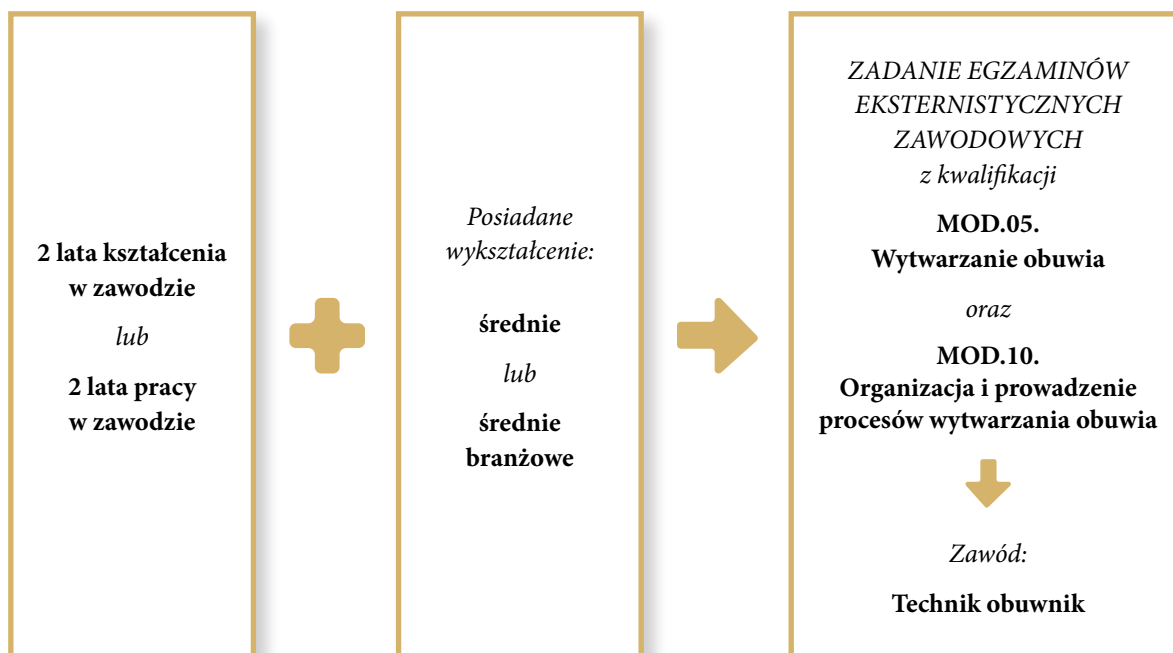 2 lata kształcenia
w zawodzie
lub
2 lata pracy
w zawodzie
Posiadane
wykształcenie:
średnie
lub
średnie
branżowe
ZADANIE EGZAMINÓW
EKSTERNISTYCZNYCH
ZAWODOWYCH
z kwalifikacji
MOD.05.
Wytwarzanie obuwia
oraz
MOD.10.
Organizacja i prowadzenie
procesów wytwarzania obuwia
Zawód:
Technik obuwnik